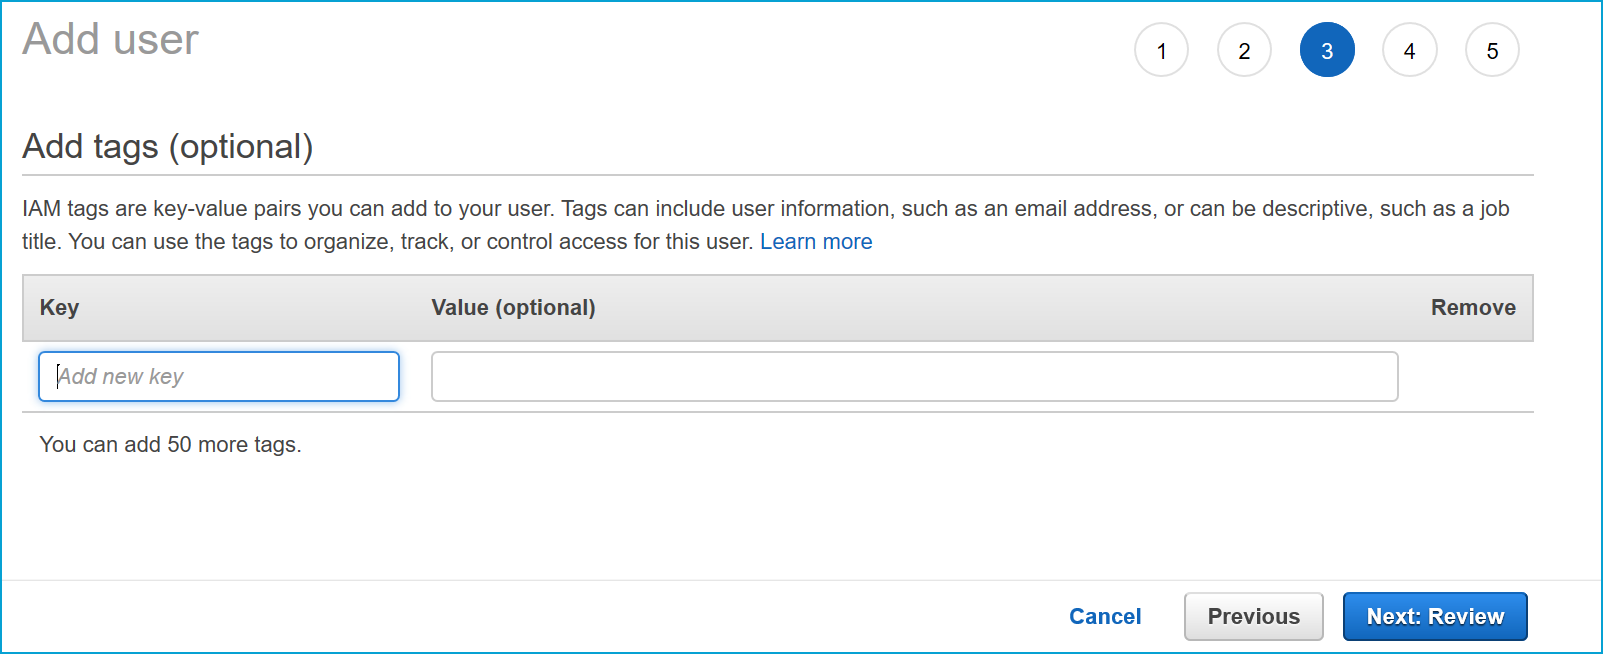 Add user
1 2 3 4 5
Add tags (optional)
IAM tags are key-value pairs you can add to your user. Tags can include user information, such as an email address, or can be descriptive, such as a job
title. You can use the tags to organize, track, or control access for this user. Learn more
Key Value (optional) Remove
Add new key
You can add 50 more tags.
Cancel Previous Next: Review